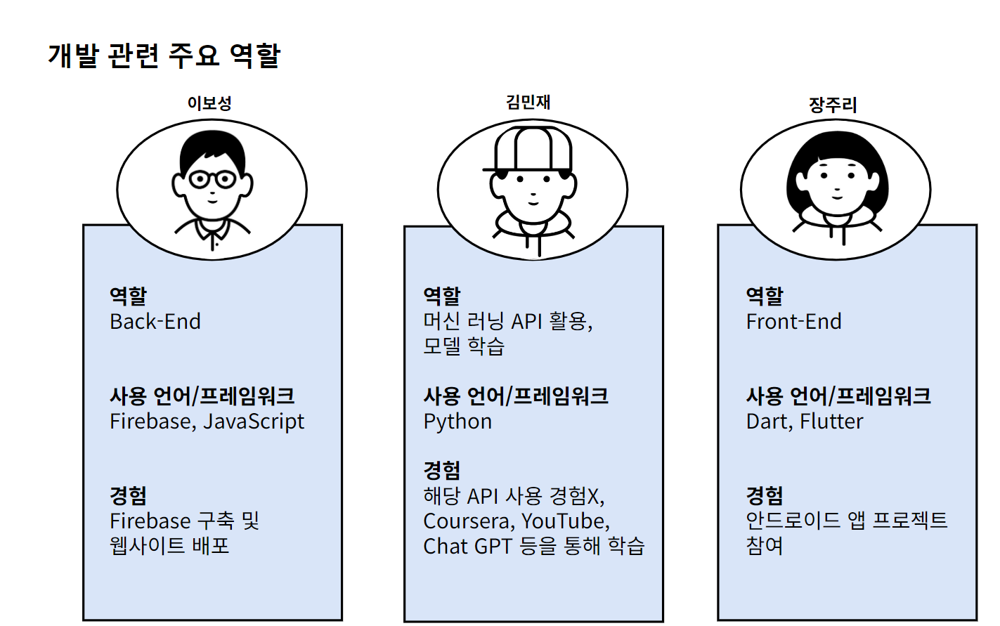 개발 관련 주요 역할
이보성
역할
Back-End
사용 언어/프레임워크
Firebase, JavaScript
경험
Firebase 구축 및
웹사이트 배포
김민재
역할
머신 러닝 API 활용,
모델 학습
사용 언어/프레임워크
Python
경험
해당 API 사용 경험X,
Coursera, YouTube,
Chat GPT 등을 통해 학습
장주리
역할
Front-End
사용 언어/프레임워크
Dart, Flutter
경험
안드로이드 앱 프로젝트
참여